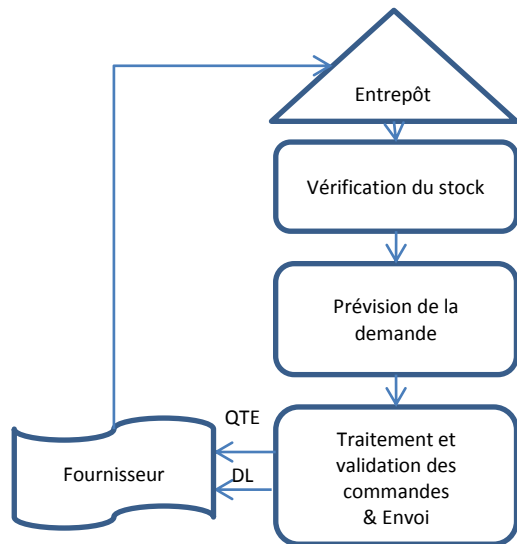 Entrepôt
Vérification du stock
Prévision de la
demande
QTE
Traitement et
validation des
commandes
& Envoi
Fournisseur
DL